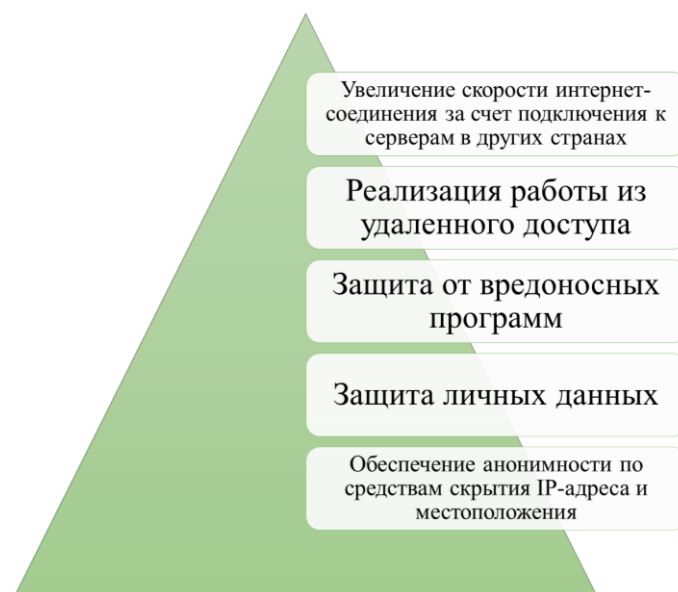 Увеличение скорости интернет-
соединения за счет подключения к
серверам в других странах
Реализация работы из
удаленного доступа
Защита от вредоносных
программ
Защита личных данных
Обеспечение анонимности по
средствам скрытия IP-адреса и
местоположения